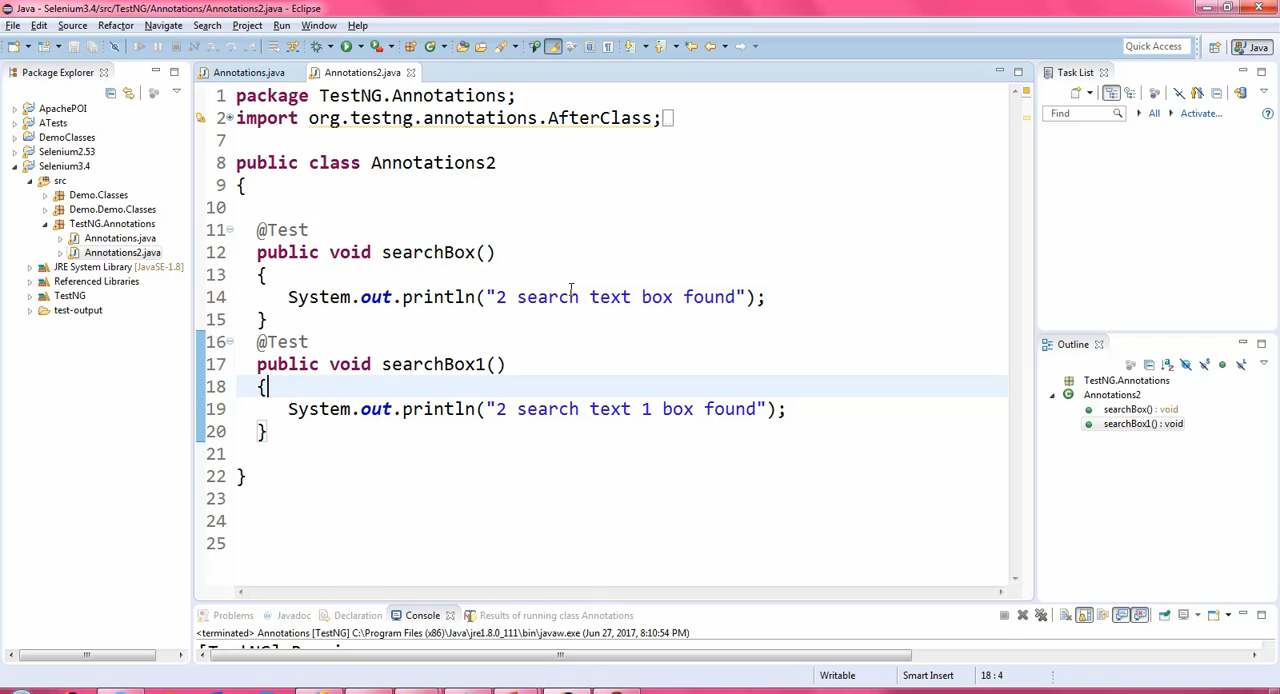 Java - Selenium3.4/src/TestNG/Annotations/Annotations2.java - Eclipse
File Edit Source Refactor Navigate Search Project Run Window Help
Quick Access
Java
Package Explorer
Annotations.java
Annotations2.java
Task List
ApachePOI
ATests
DemoClasses
Selenium2.53
Selenium3.4
src
Demo.Classes
Demo.Demo.Classes
TestNG.Annotations
Annotations.java
Annotations2.java
JRE System Library [JavaSE-1.8]
Referenced Libraries
TestNG
test-output
1 package TestNG.Annotations;
2 import org.testng.annotations.AfterClass;
7
8 public class Annotations2
9 {
10
11 @Test
12 public void searchBox()
13 {
14 System.out.println("2 search text box found");
15 }
16 @Test
17 public void searchBox1()
18 {
19 System.out.println("2 search text 1 box found");
20 }
21
22 }
23
24
25
Find All Activate...
Outline
TestNG.Annotations
Annotations2
searchBox() : void
searchBox1() : void
Problems Javadoc Declaration Console Results of running class Annotations
<terminated> Annotations [TestNG] C:\Program Files (x86)\Java\jre1.8.0_111\bin\javaw.exe (Jun 27, 2017, 8:10:54 PM)
Writable Smart Insert 18 : 4